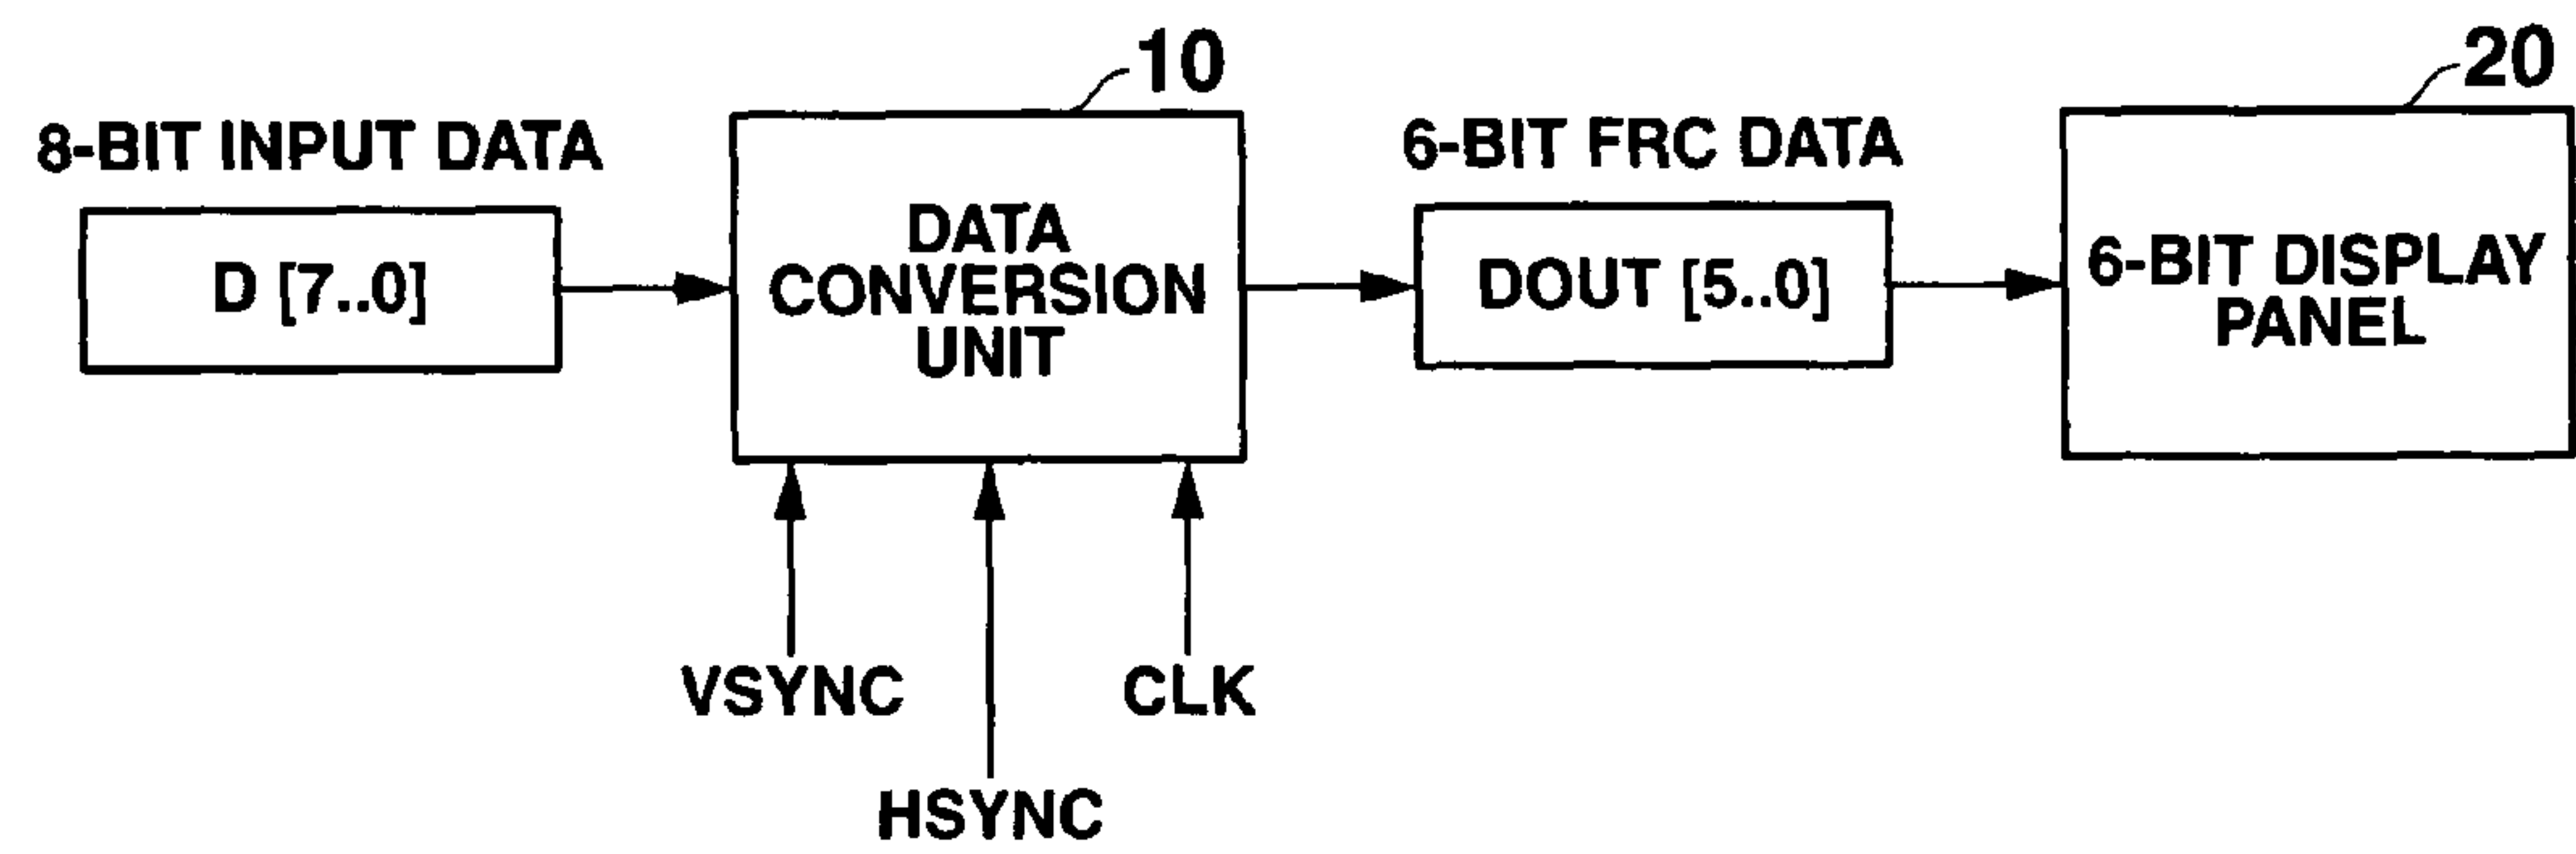 10
20
8-BIT INPUT DATA
6-BIT FRC DATA
D [7..0]
DATA
CONVERSION
UNIT
DOUT [5..0]
6-BIT DISPLAY
PANEL
VSYNC
CLK
HSYNC